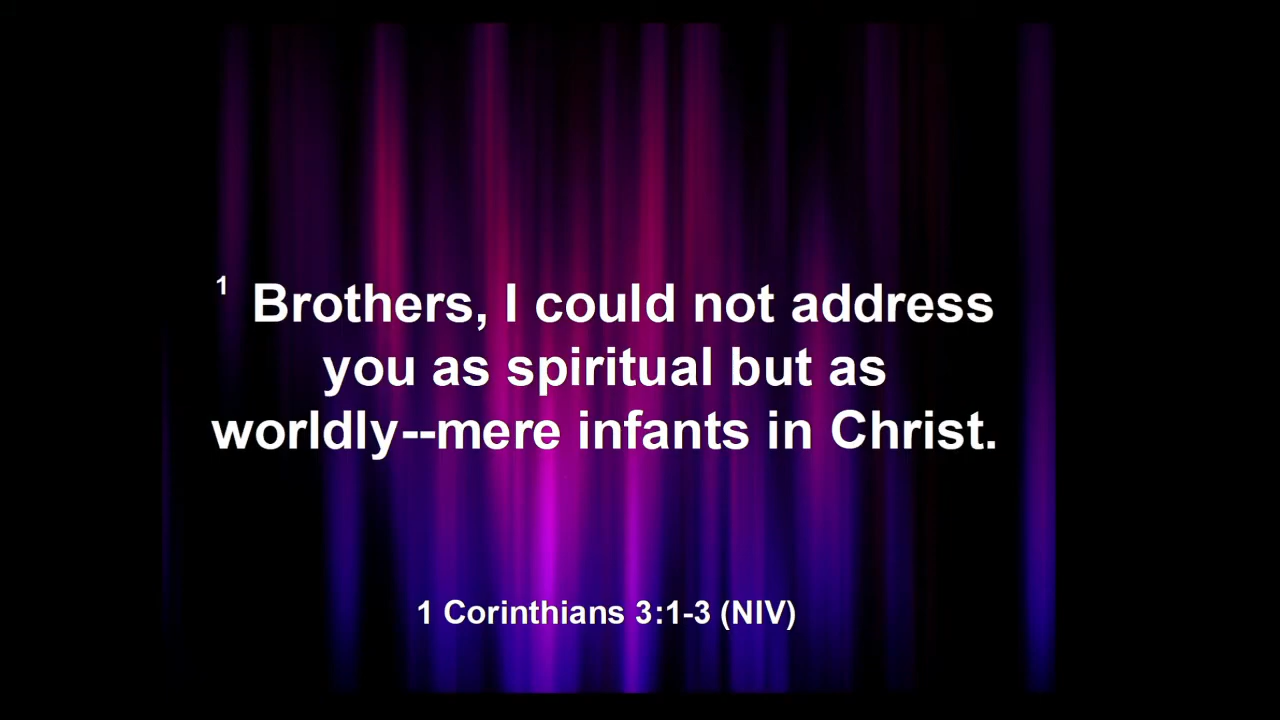 1 Brothers, I could not address
you as spiritual but as
worldly--mere infants in Christ.
1 Corinthians 3:1-3 (NIV)